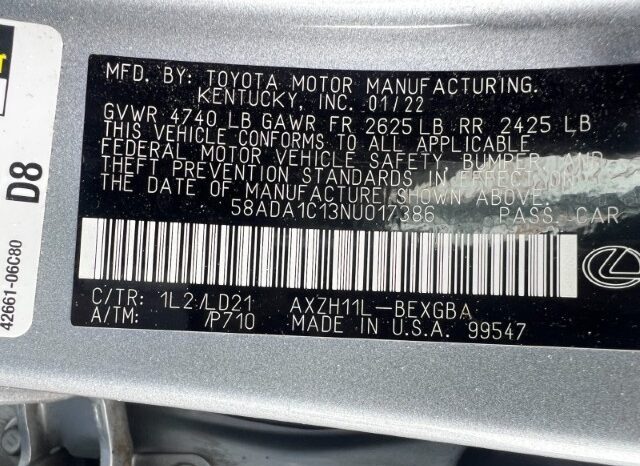 MFD. BY: TOYOTA MOTOR MANUFACTURING.
KENTUCKY, INC. 01/22
GVWR 4740 LB GAWR FR 2625 LB RR 2425 LB
THIS VEHICLE CONFORMS TO ALL APPLICABLE
FEDERAL MOTOR VEHICLE SAFETY, BUMPER, AND
THEFT PREVENTION STANDARDS IN EFFECT ON
THE DATE OF MANUFACTURE SHOWN ABOVE.
58ADA1C13NU017386 PASS. CAR
C/TR: 1L2/LD21 AXZH11L-BEXGBA
A/TM: /P710 MADE IN U.S.A. 99547
D8
42661-06C80